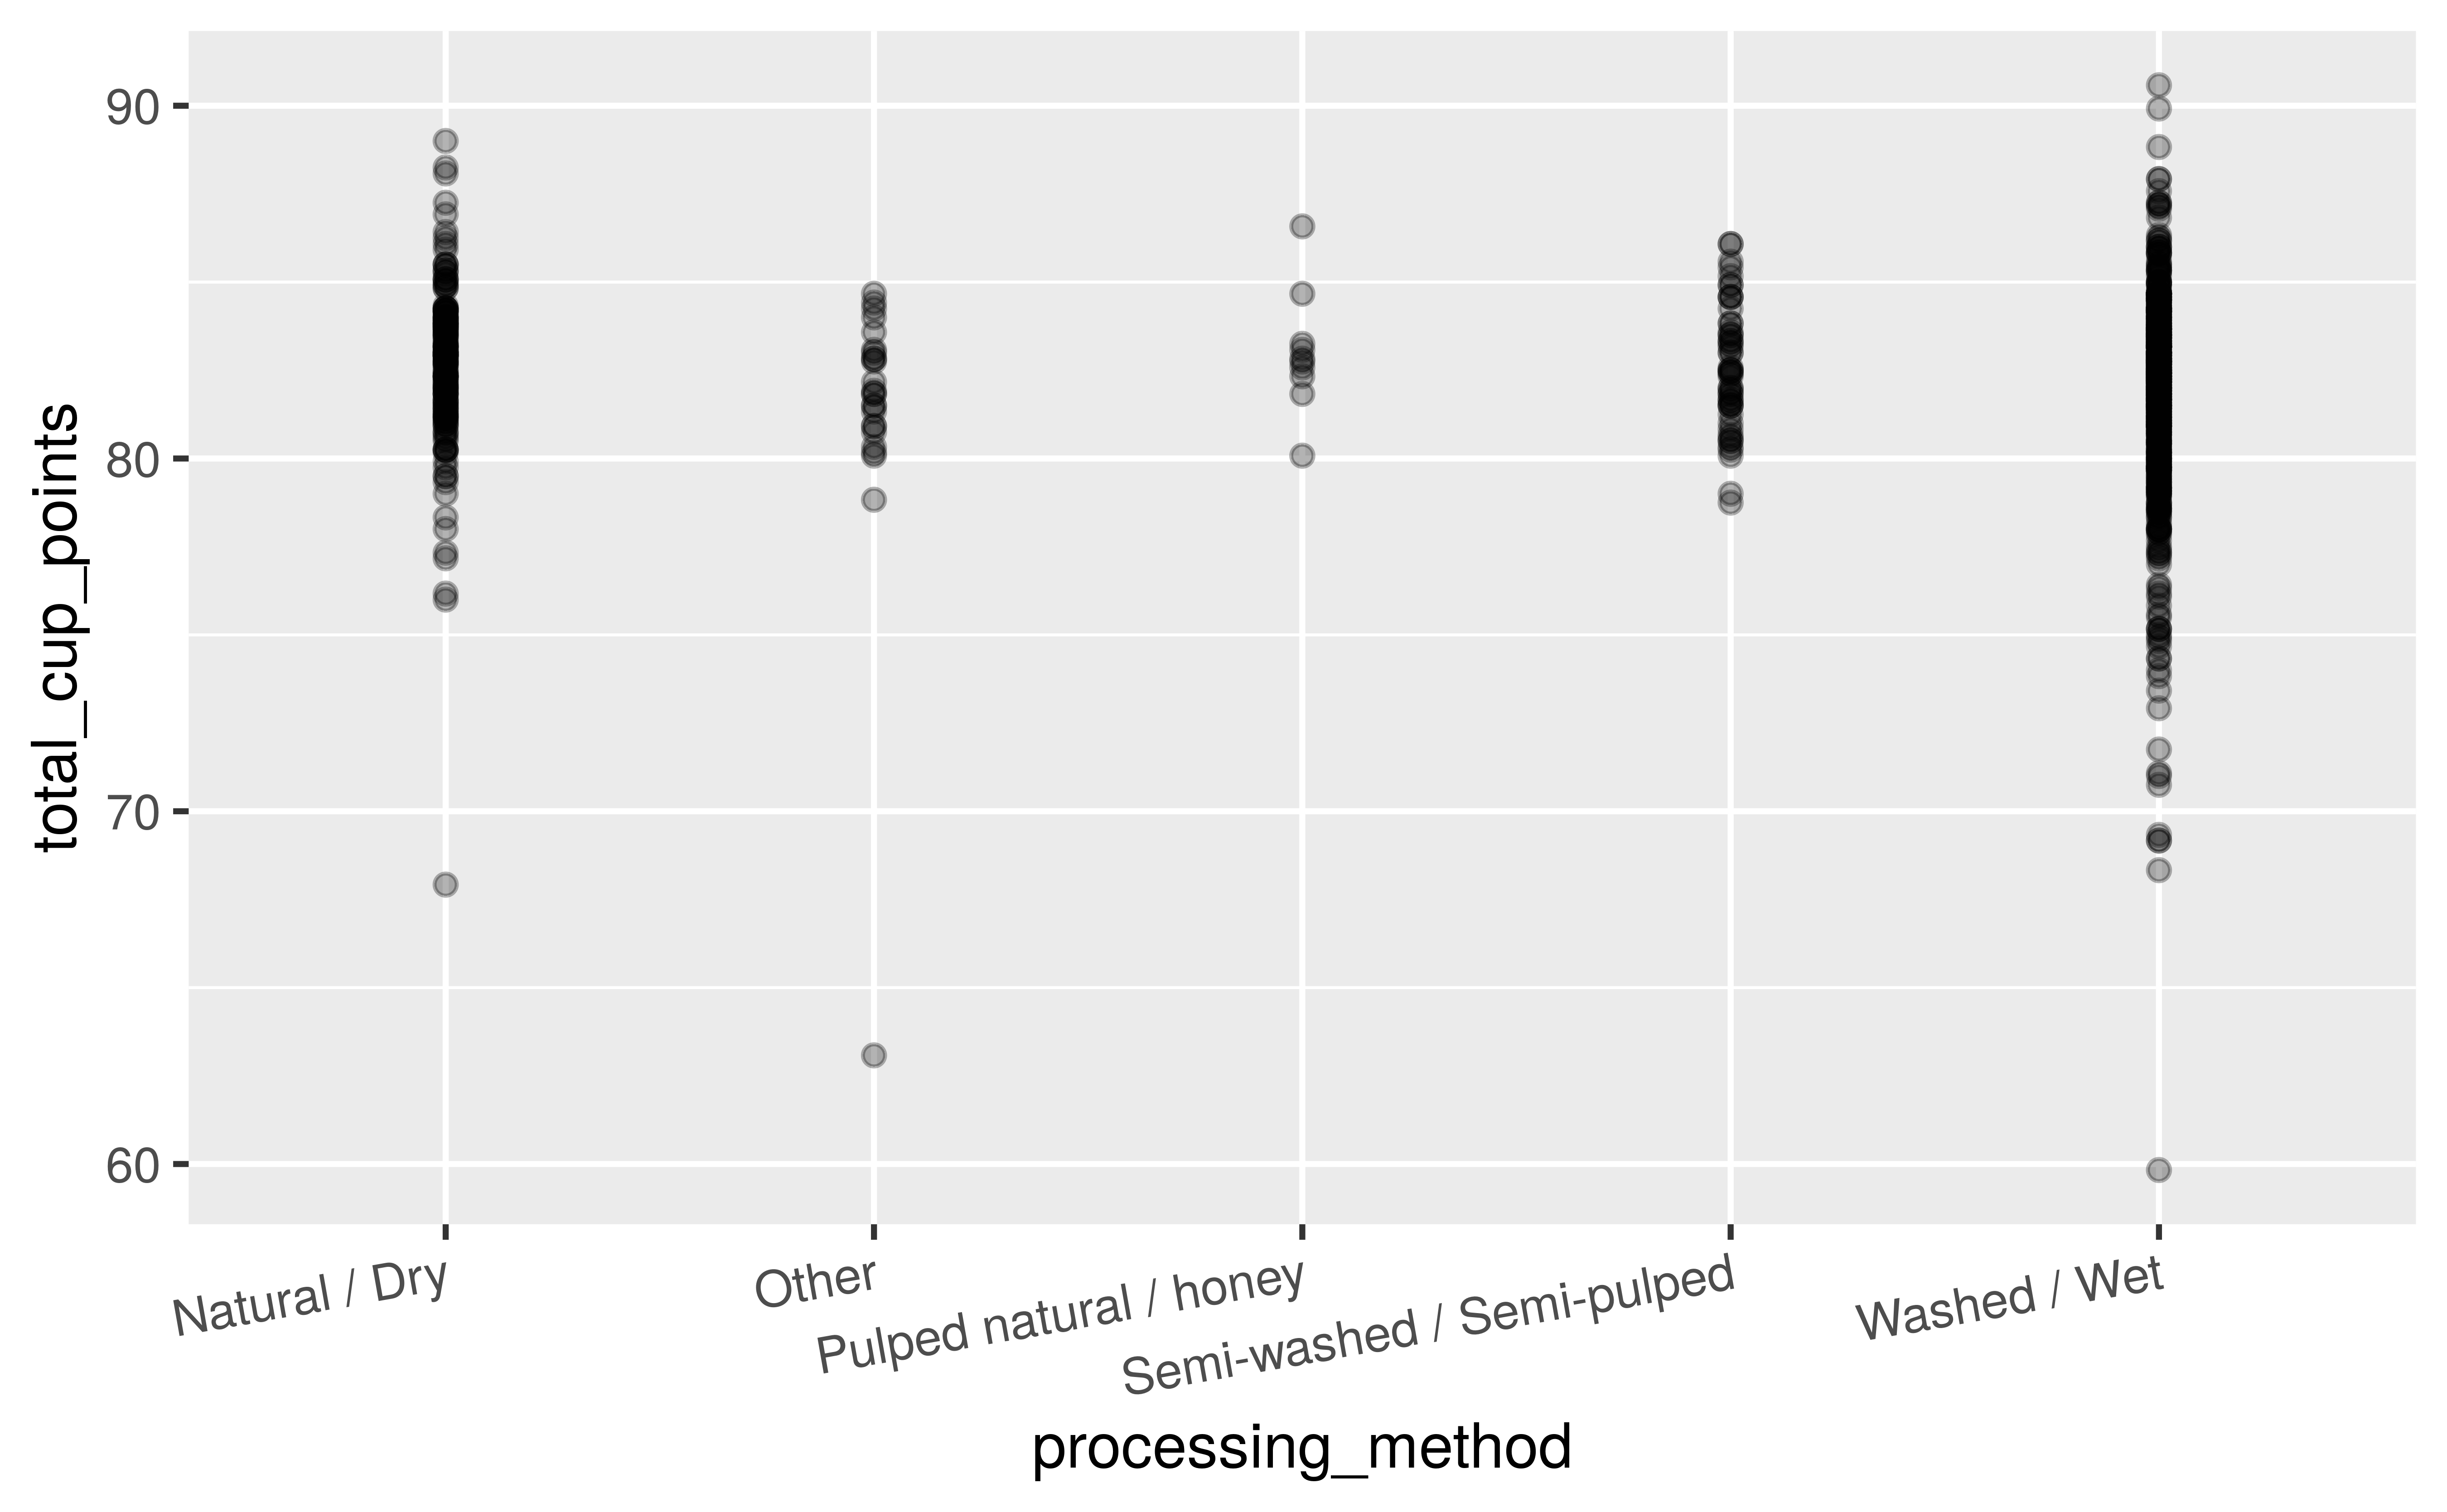 total_cup_points
90
80
70
60
Natural / Dry
Other
Pulped natural / honey
Semi-washed / Semi-pulped
Washed / Wet
processing_method